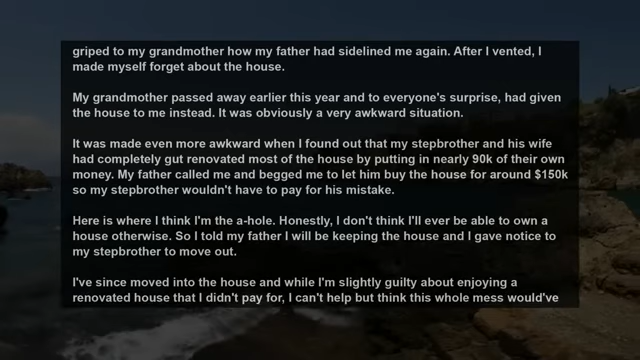 griped to my grandmother how my father had sidelined me again. After I vented, I
made myself forget about the house.
My grandmother passed away earlier this year and to everyone's surprise, had given
the house to me instead. It was obviously a very awkward situation.
It was made even more awkward when I found out that my stepbrother and his wife
had completely gut renovated most of the house by putting in nearly 90k of their own
money. My father called me and begged me to let him buy the house for around $150k
so my stepbrother wouldn't have to pay for his mistake.
Here is where I think I'm the a-hole. Honestly, I don't think I'll ever be able to own a
house otherwise. So I told my father I will be keeping the house and I gave notice to
my stepbrother to move out.
I've since moved into the house and while I'm slightly guilty about enjoying a
renovated house that I didn't pay for, I can't help but think this whole mess would've